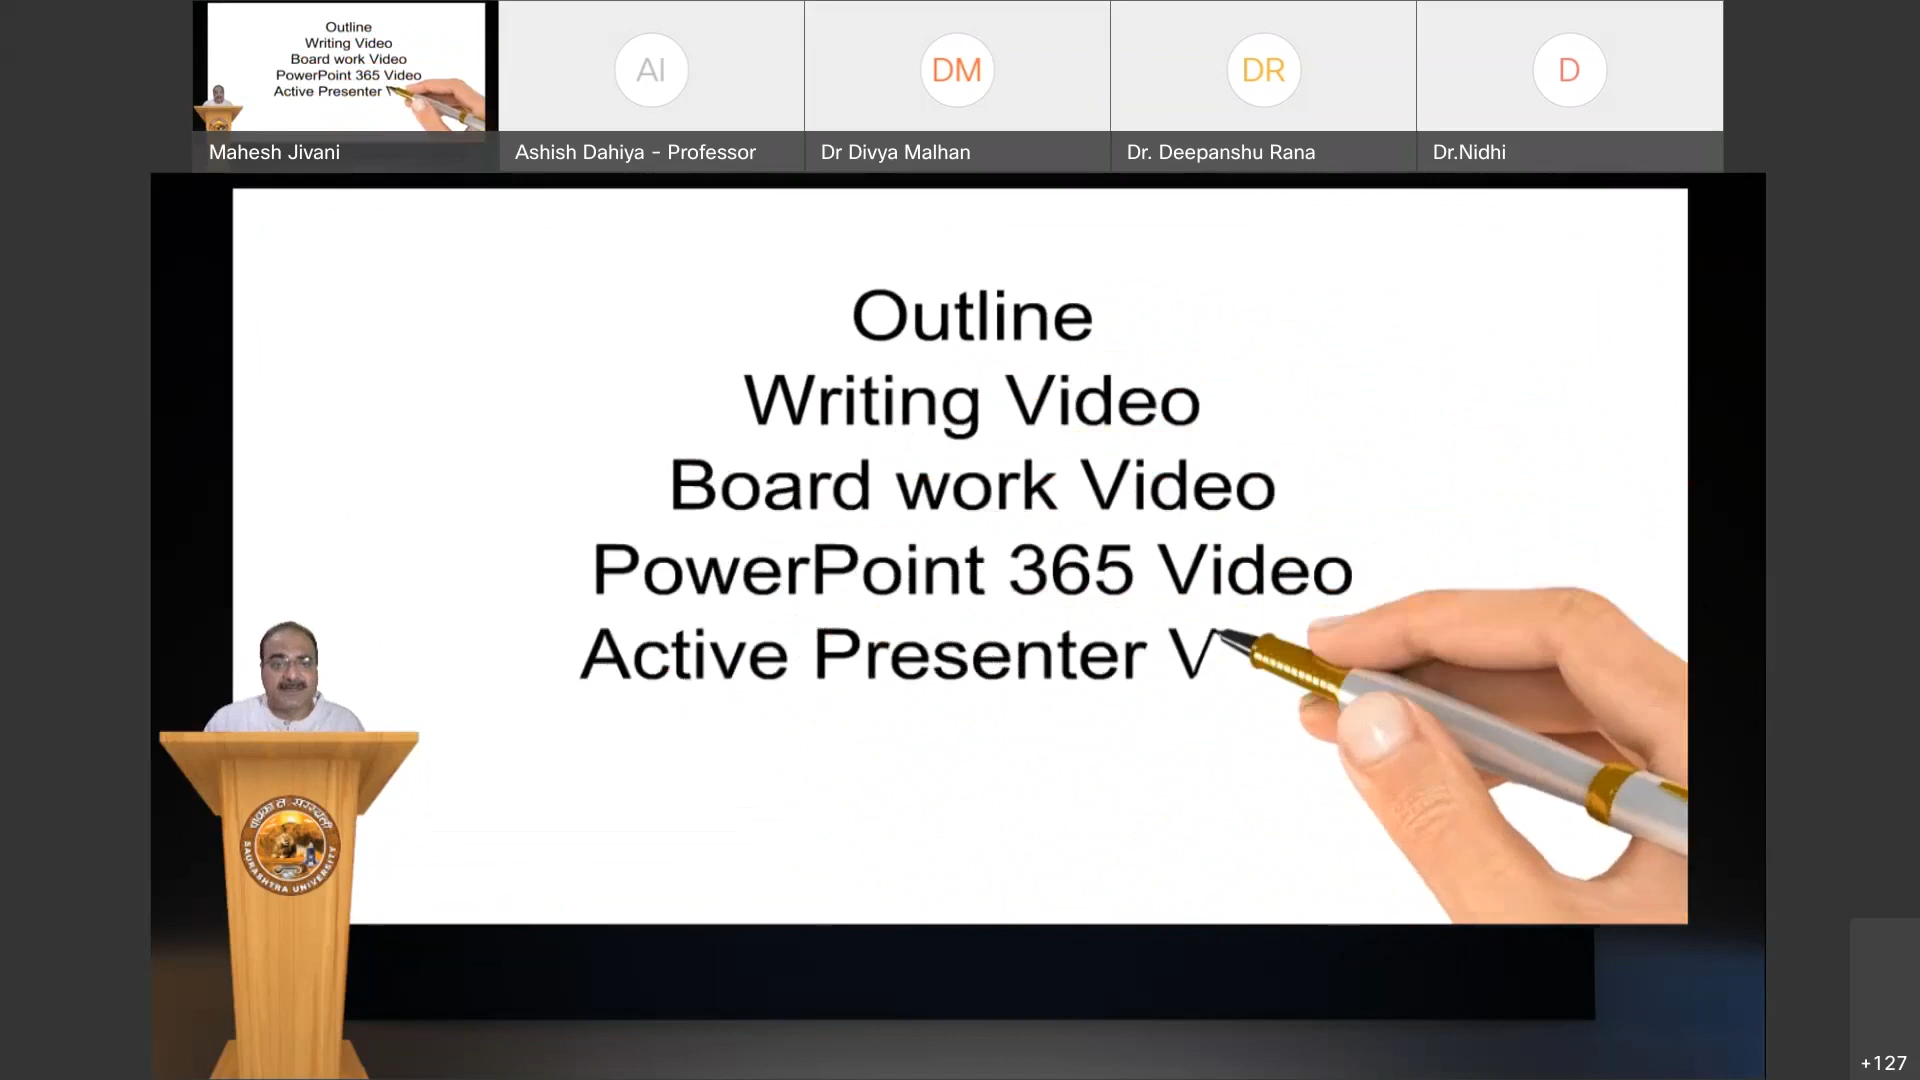 Outline
Writing Video
Board work Video
PowerPoint 365 Video
Active Presenter V
Mahesh Jivani
AI
Ashish Dahiya - Professor
DM
Dr Divya Malhan
DR
Dr. Deepanshu Rana
D
Dr.Nidhi
Outline
Writing Video
Board work Video
PowerPoint 365 Video
Active Presenter V
SAURASHTRA UNIVERSITY
+127